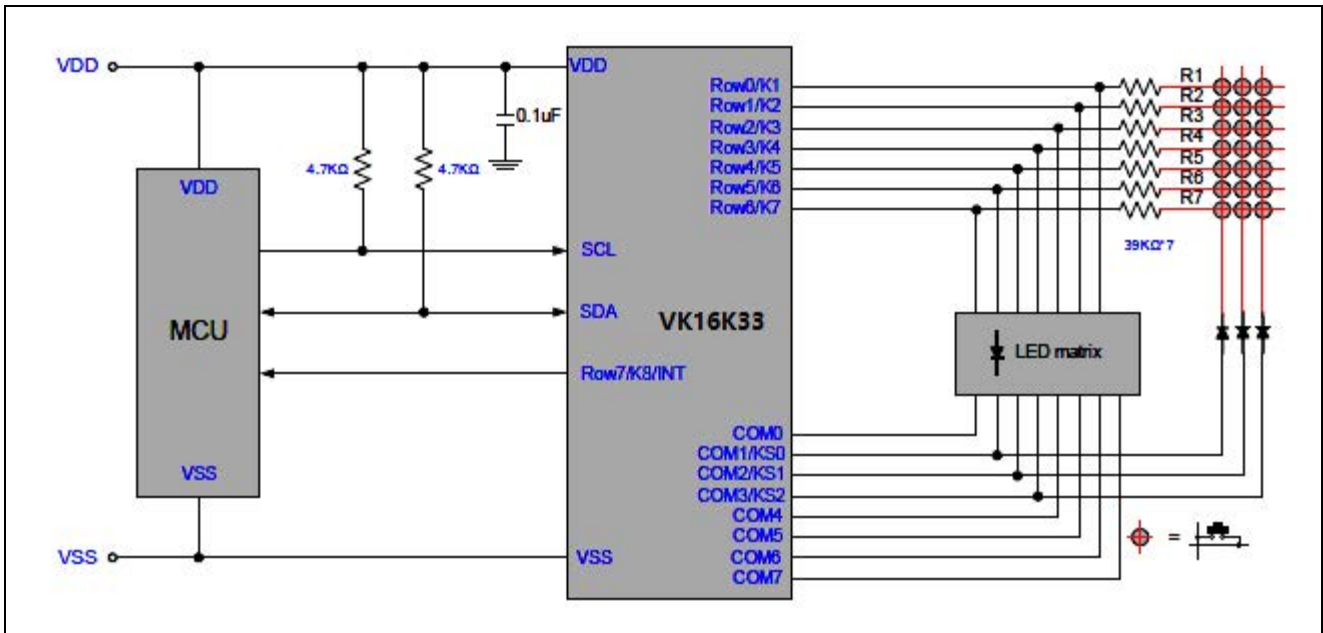 VDD
VDD
Row0/K1
R1
Row1/K2
R2
0.1uF
Row2/K3
R3
Row3/K4
R4
4.7KΩ
4.7KΩ
Row4/K5
R5
VDD
Row5/K6
R6
Row6/K7
R7
39KΩ*7
SCL
SDA
VK16K33
MCU
LED matrix
Row7/K8/INT
COM0
COM1/KS0
VSS
COM2/KS1
COM3/KS2
COM4
COM5
=
VSS
VSS
COM6
COM7